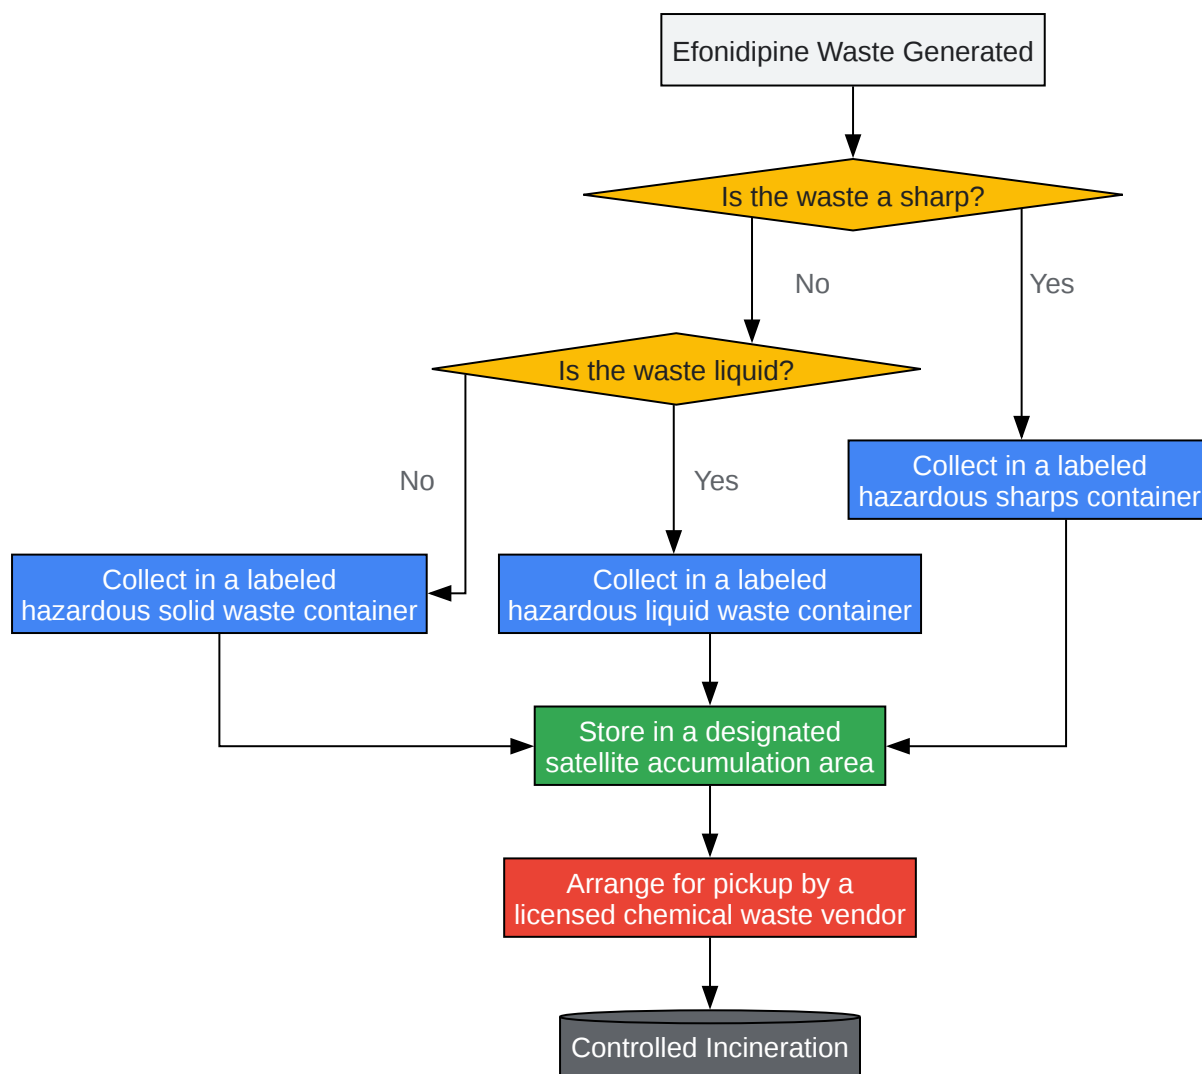 Efonidipine Waste Generated
Is the waste a sharp?
No
Yes
Is the waste liquid?
No
Yes
Collect in a labeled
hazardous sharps container
Collect in a labeled
hazardous solid waste container
Collect in a labeled
hazardous liquid waste container
Store in a designated
satellite accumulation area
Arrange for pickup by a
licensed chemical waste vendor
Controlled Incineration